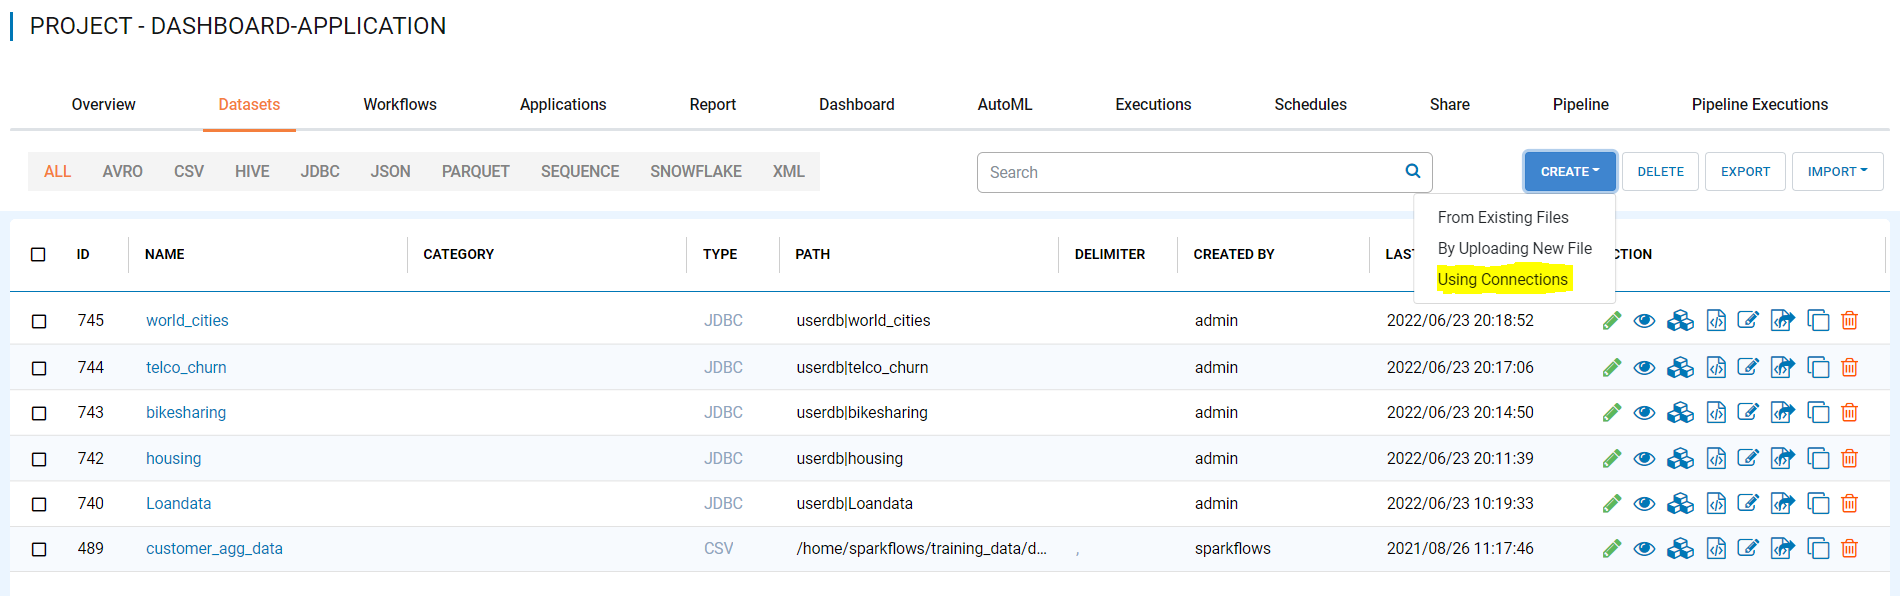 PROJECT - DASHBOARD-APPLICATION
Overview Datasets Workflows Applications Report Dashboard AutoML Executions Schedules Share Pipeline Pipeline Executions
ALL AVRO CSV HIVE JDBC JSON PARQUET SEQUENCE SNOWFLAKE XML Search CREATE DELETE EXPORT IMPORT
From Existing Files
By Uploading New File
Using Connections
ID NAME CATEGORY TYPE PATH DELIMITER CREATED BY LAS CTION
745 world_cities JDBC userdb|world_cities admin 2022/06/23 20:18:52
744 telco_churn JDBC userdb|telco_churn admin 2022/06/23 20:17:06
743 bikesharing JDBC userdb|bikesharing admin 2022/06/23 20:14:50
742 housing JDBC userdb|housing admin 2022/06/23 20:11:39
740 Loandata JDBC userdb|Loandata admin 2022/06/23 10:19:33
489 customer_agg_data CSV /home/sparkflows/training_data/d... , sparkflows 2021/08/26 11:17:46